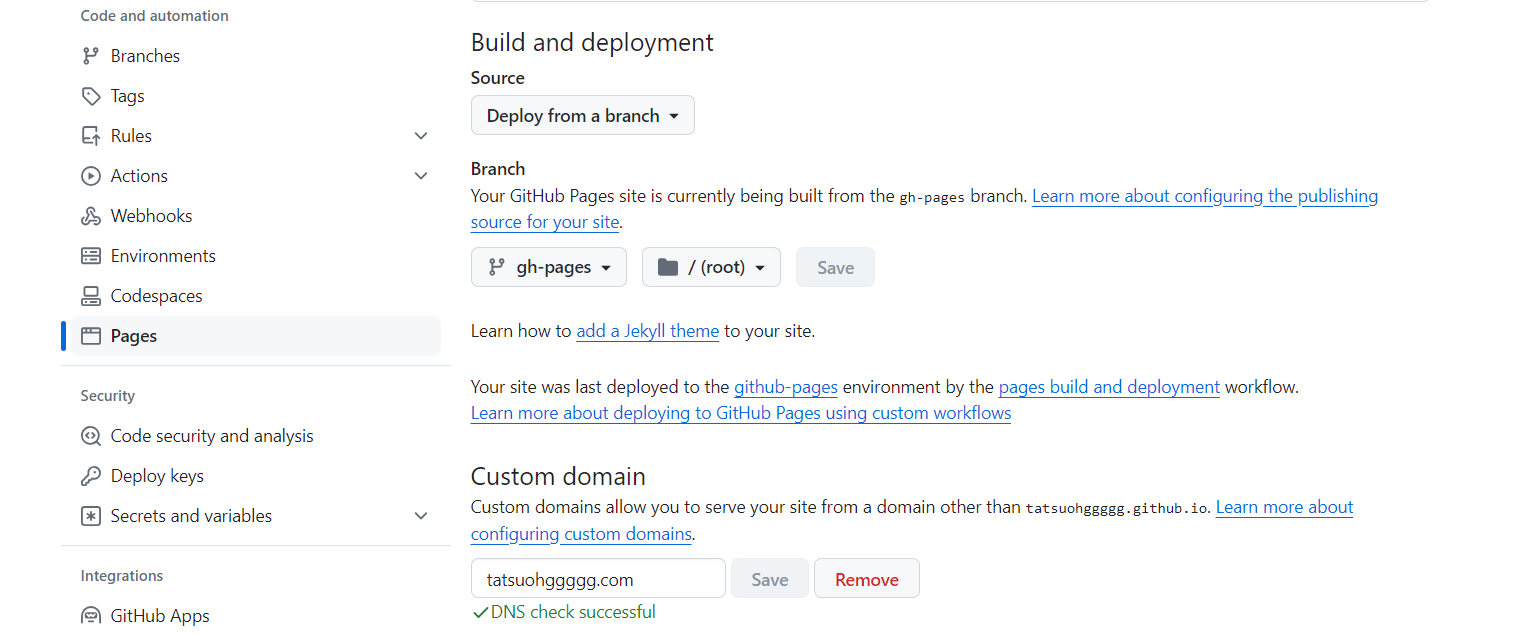 Code and automation
Branches
Tags
Rules
Actions
Webhooks
Environments
Codespaces
Pages
Security
Code security and analysis
Deploy keys
Secrets and variables
Integrations
GitHub Apps
Build and deployment
Source
Deploy from a branch
Branch
Your GitHub Pages site is currently being built from the gh-pages branch. Learn more about configuring the publishing
source for your site.
gh-pages / (root) Save
Learn how to add a Jekyll theme to your site.
Your site was last deployed to the github-pages environment by the pages build and deployment workflow.
Learn more about deploying to GitHub Pages using custom workflows
Custom domain
Custom domains allow you to serve your site from a domain other than tatsuohggggg.github.io. Learn more about
configuring custom domains.
tatsuohggggg.com Save Remove
DNS check successful